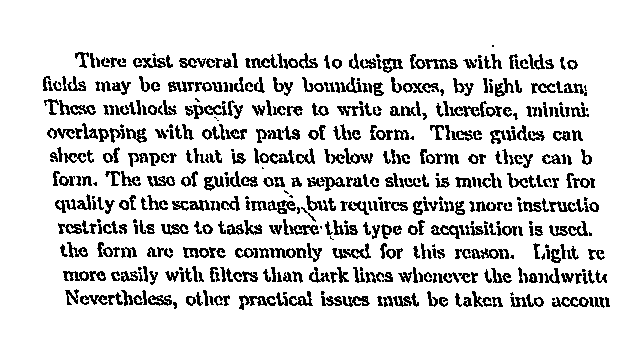 There exist several methods to design forms with fields to
fields may be surrounded by bounding boxes, by light rectan
These methods specify where to write and, therefore, minimi
overlapping with other parts of the form. These guides can
sheet of paper that is located below the form or they can b
form. The use of guides on a separate sheet is much better from
quality of the scanned image, but requires giving more instructio
restricts its use to tasks where this type of acquisition is used.
the form are more commonly used for this reason. Light re
more easily with filters than dark lines whenever the handwritte
Nevertheless, other practical issues must be taken into accoun